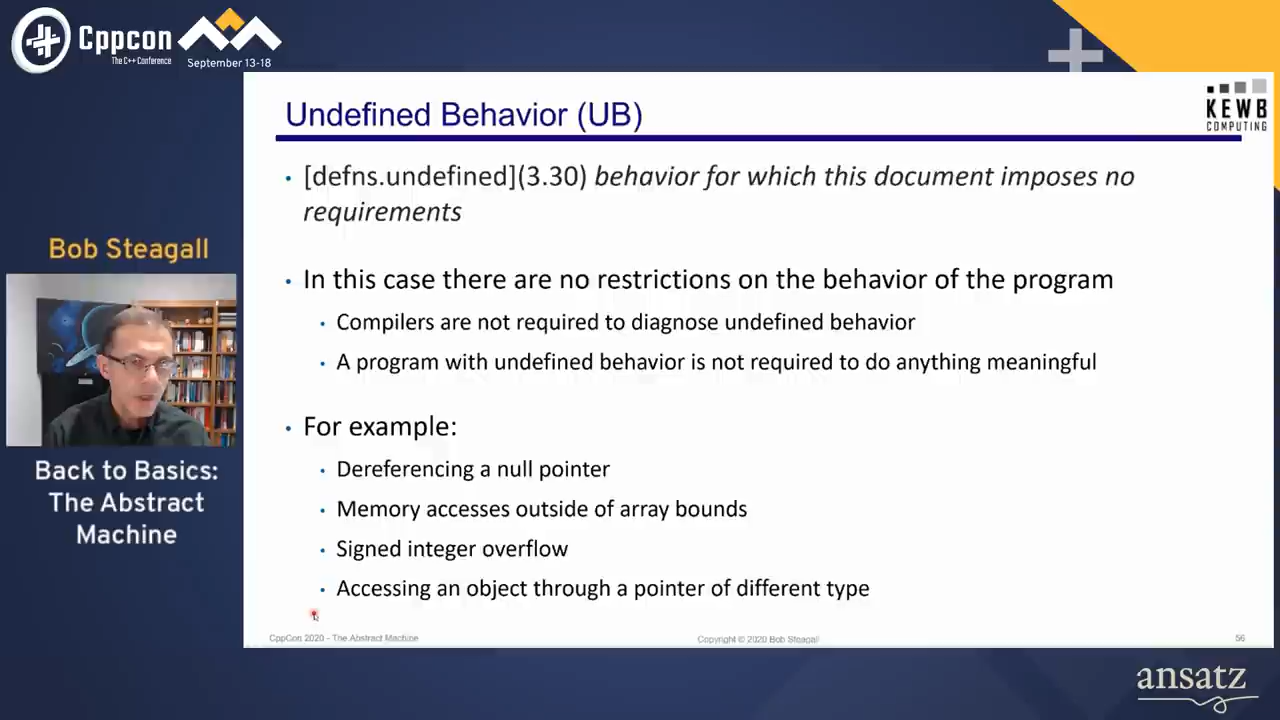 Cppcon
The C++ Conference
September 13-18
KEWB
COMPUTING
Undefined Behavior (UB)
• [defns.undefined](3.30) behavior for which this document imposes no
requirements
• In this case there are no restrictions on the behavior of the program
• Compilers are not required to diagnose undefined behavior
• A program with undefined behavior is not required to do anything meaningful
• For example:
• Dereferencing a null pointer
• Memory accesses outside of array bounds
• Signed integer overflow
• Accessing an object through a pointer of different type
CppCon 2020 - The Abstract Machine
Copyright © 2020 Bob Steagall
56
Bob Steagall
Back to Basics:
The Abstract
Machine
ansatz